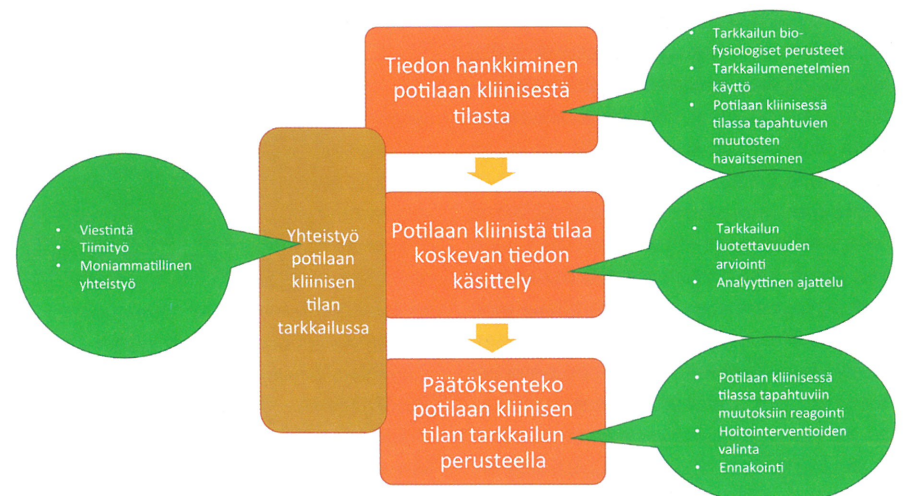 Tiedon hankkiminen
potilaan kliinisestä
tilasta
• Tarkkailun bio-
fysiologiset perusteet
• Tarkkailumenetelmien
käyttö
• Potilaan kliinisessä
tilassa tapahtuvien
muutosten
havaitseminen
• Viestintä
• Tiimityö
• Moniammatillinen
yhteistyö
Yhteistyö
potilaan
kliinisen
tilan
tarkkailussa
Potilaan kliinistä tilaa
koskevan tiedon
käsittely
• Tarkkailun
luotettavuuden
arviointi
• Analyyttinen ajattelu
Päätöksenteko
potilaan kliinisen
tilan tarkkailun
perusteella
• Potilaan kliinisessä
tilassa tapahtuviin
muutoksiin reagointi
• Hoitointerventioiden
valinta
• Ennakointi